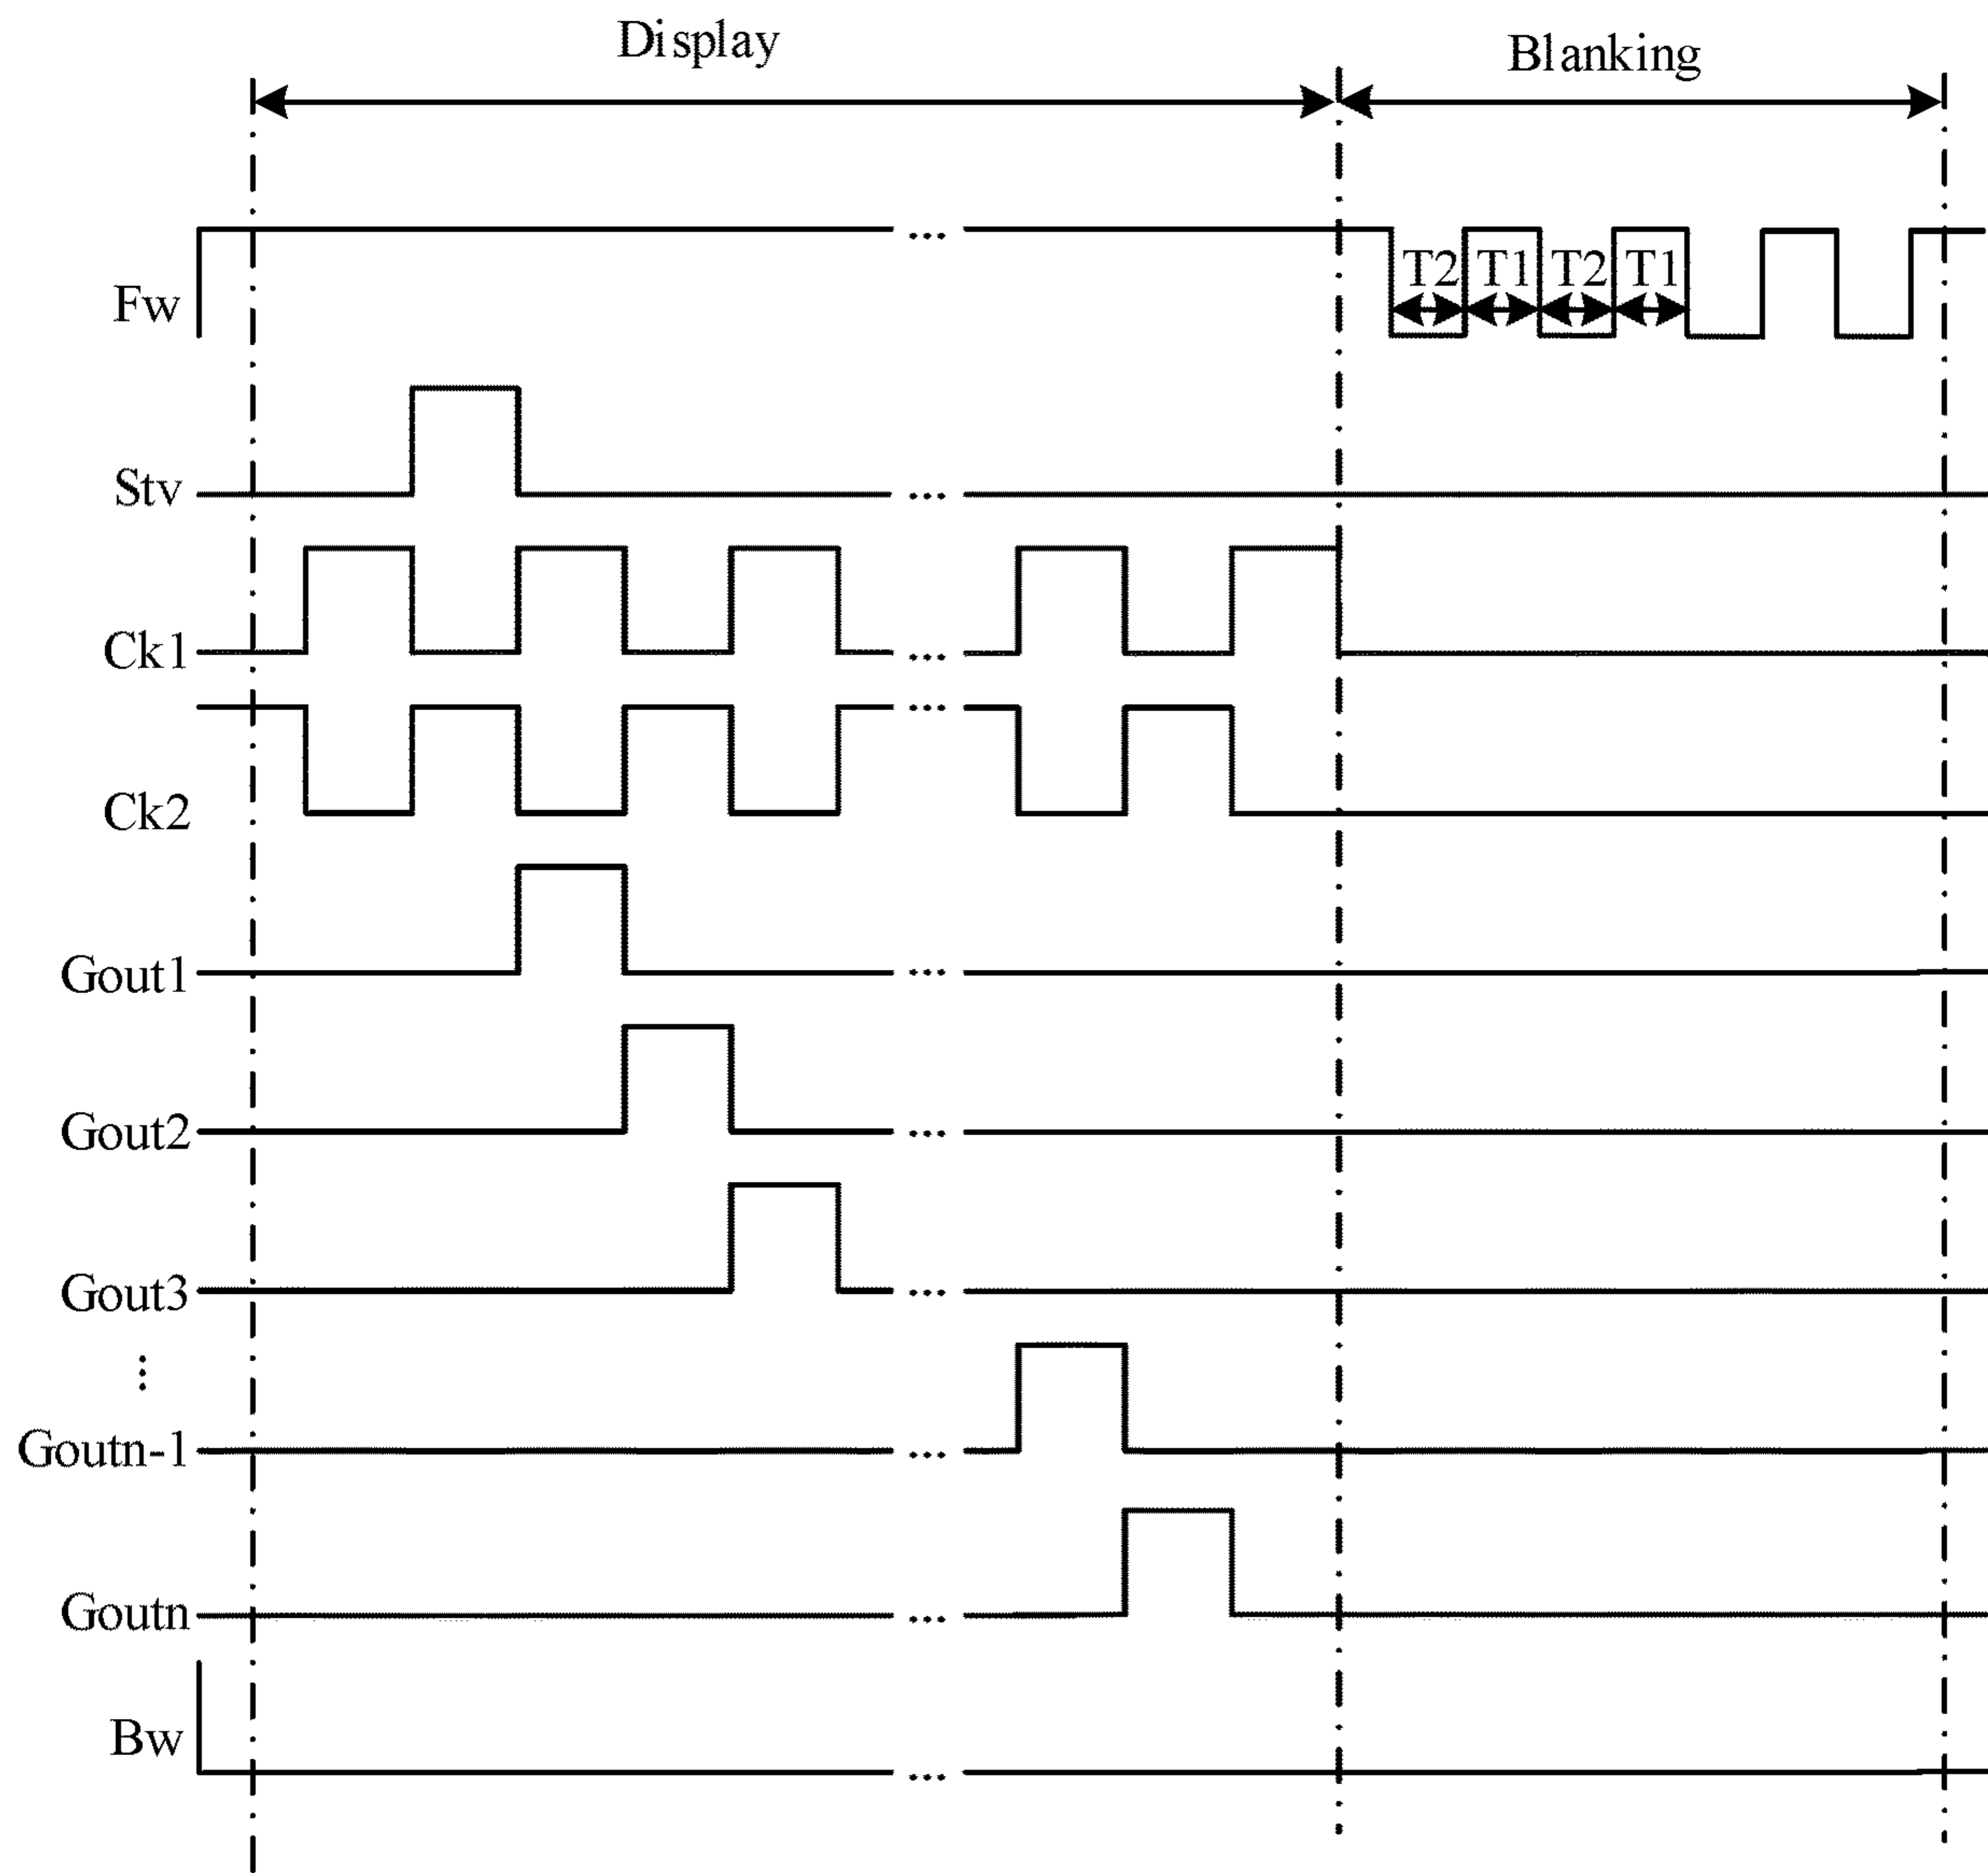 Display
Blanking
Fw
T2 T1 T2 T1
...
Stv
...
Ck1
...
...
Ck2
Gout1
...
Gout2
...
Gout3
...
⋮
Goutn-1
...
Goutn
...
Bw
...